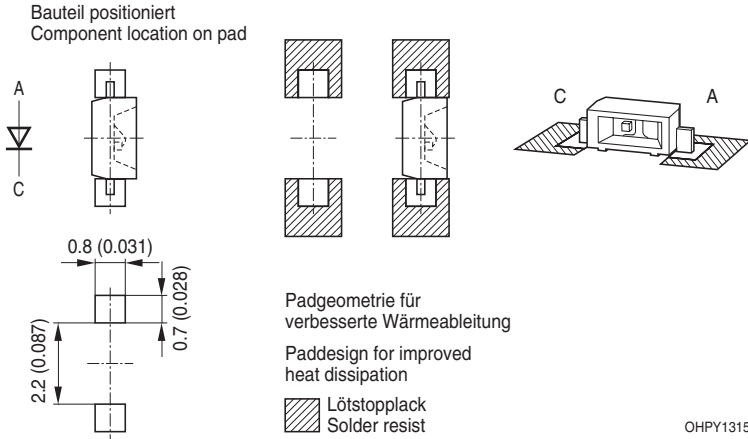 Bauteil positioniert
Component location on pad
A
C
C
A
0.8 (0.031)
0.7 (0.028)
2.2 (0.087)
Padgeometrie für
verbesserte Wärmeableitung
Paddesign for improved
heat dissipation
Lötstopplack
Solder resist
OHPY1315